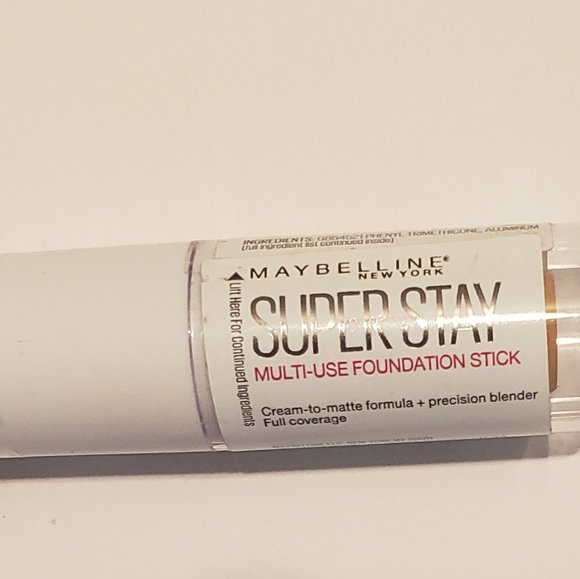 INGREDIENTS: G884621 PHENYL TRIMETHICONE, ALUMINUM
(full ingredient list continued inside)
MAYBELLINE®
NEW YORK
SUPER STAY
MULTI-USE FOUNDATION STICK
Cream-to-matte formula + precision blender
Full coverage
Lift Here For Continued Ingredients